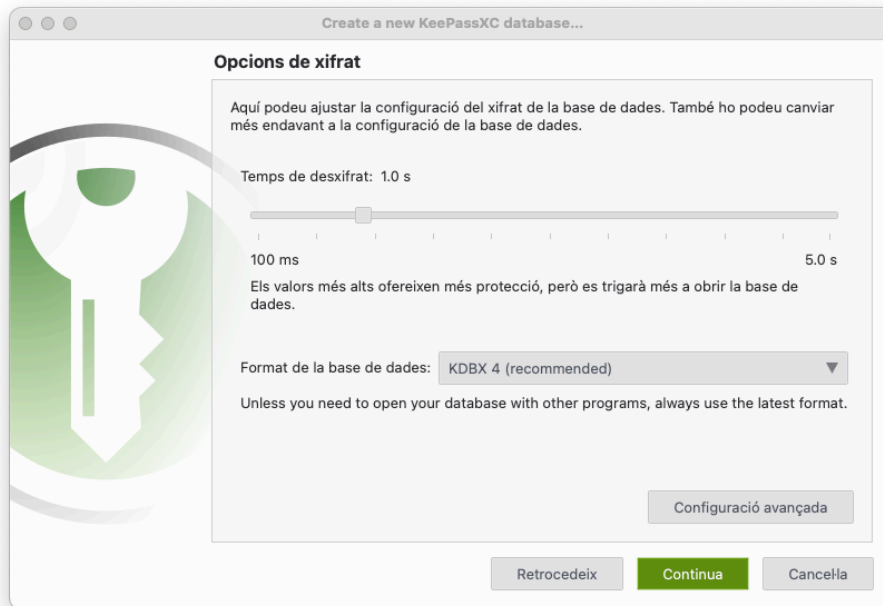 Create a new KeePassXC database...
Opcions de xifrat
Aquí podeu ajustar la configuració del xifrat de la base de dades. També ho podeu canviar
més endavant a la configuració de la base de dades.
Temps de desxifrat: 1.0 s
100 ms 5.0 s
Els valors més alts ofereixen més protecció, però es trigarà més a obrir la base de
dades.
Format de la base de dades: KDBX 4 (recommended)
Unless you need to open your database with other programs, always use the latest format.
Configuració avançada
Retrocedeix Continua Cancel·la